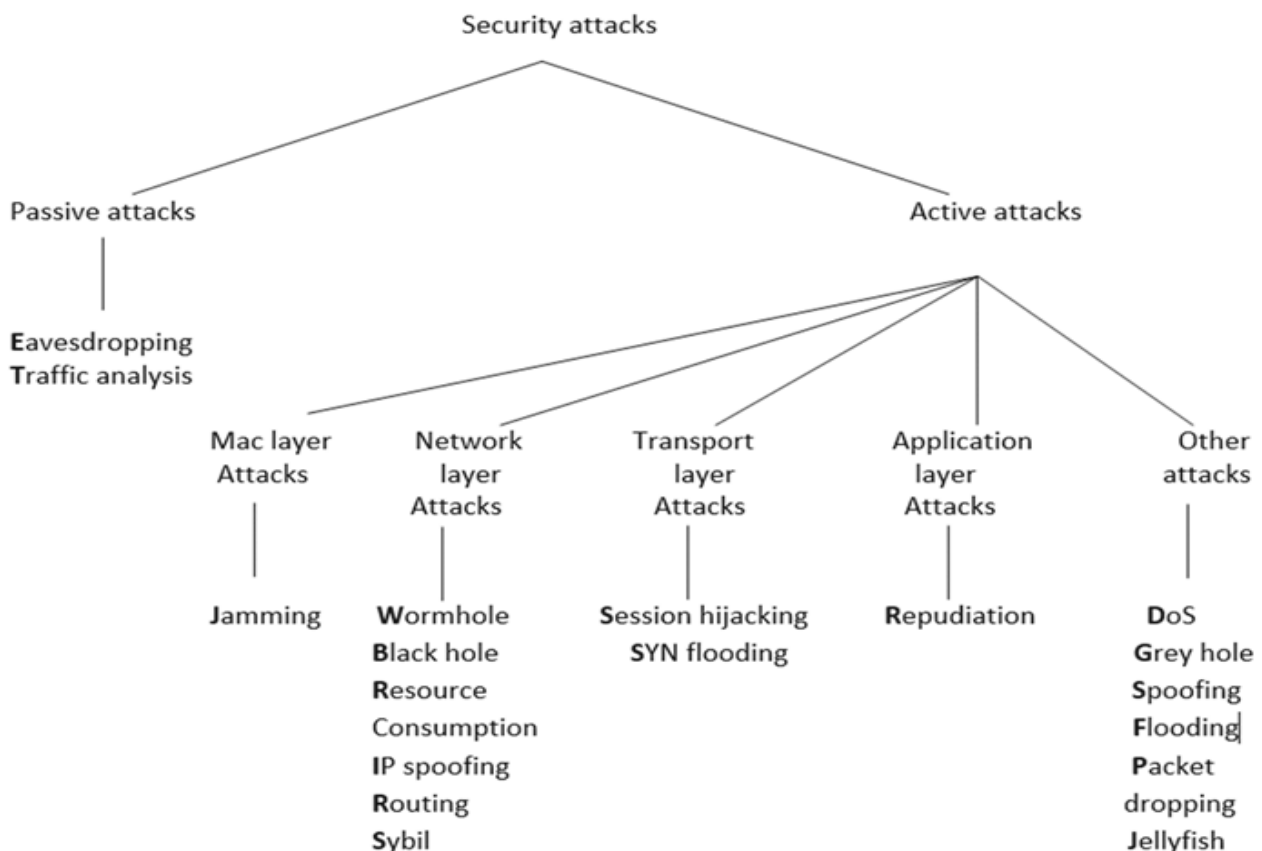 Security attacks
Passive attacks
Active attacks
Eavesdropping
Traffic analysis
Mac layer
Attacks
Network
layer
Attacks
Transport
layer
Attacks
Application
layer
Attacks
Other
attacks
Jamming
Wormhole
Black hole
Resource
Consumption
IP spoofing
Routing
Sybil
Session hijacking
SYN flooding
Repudiation
DoS
Grey hole
Spoofing
Flooding
Packet
dropping
Jellyfish